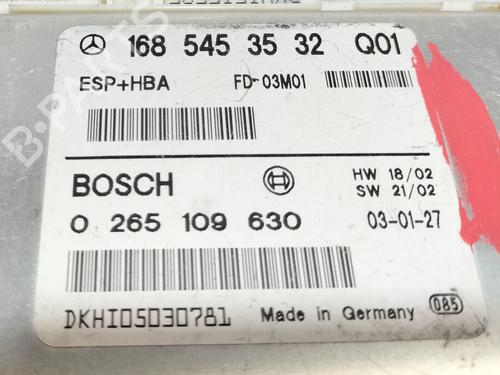 168 545 35 32 Q01
ESP+HBA FD-03M01
BOSCH
HW 18/02
SW 21/02
0 265 109 630 03-01-27
DKHI05030781 Made in Germany 085
B-PARTS